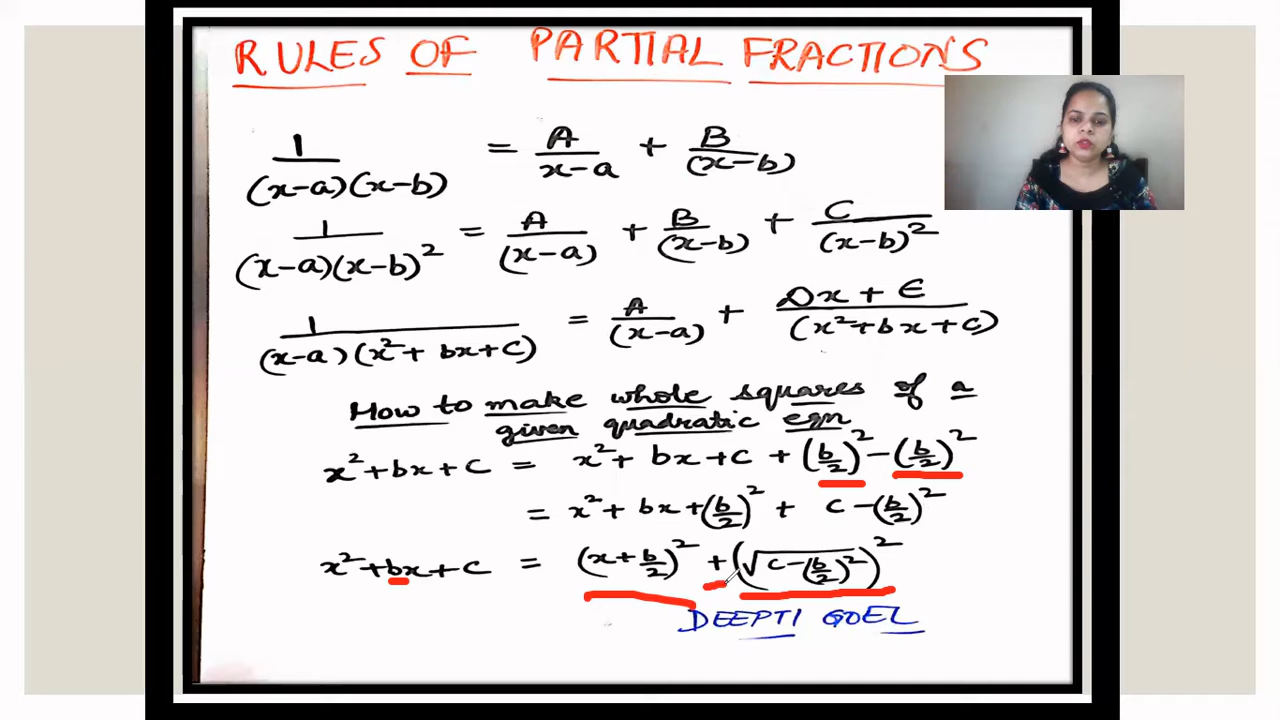 RULES OF PARTIAL FRACTIONS
1/((x-a)(x-b)) = A/(x-a) + B/(x-b)
1/((x-a)(x-b)²) = A/(x-a) + B/(x-b) + C/(x-b)²
1/((x-a)(x²+bx+C)) = A/(x-a) + (Dx+E)/(x²+bx+C)
How to make whole squares of a
given quadratic eqn
x²+bx+C = x²+bx+C+(b/2)²-(b/2)²
= x²+bx+(b/2)²+C-(b/2)²
x²+bx+C = (x+b/2)²+(√(C-(b/2)²))²
DEEPTI GOEL